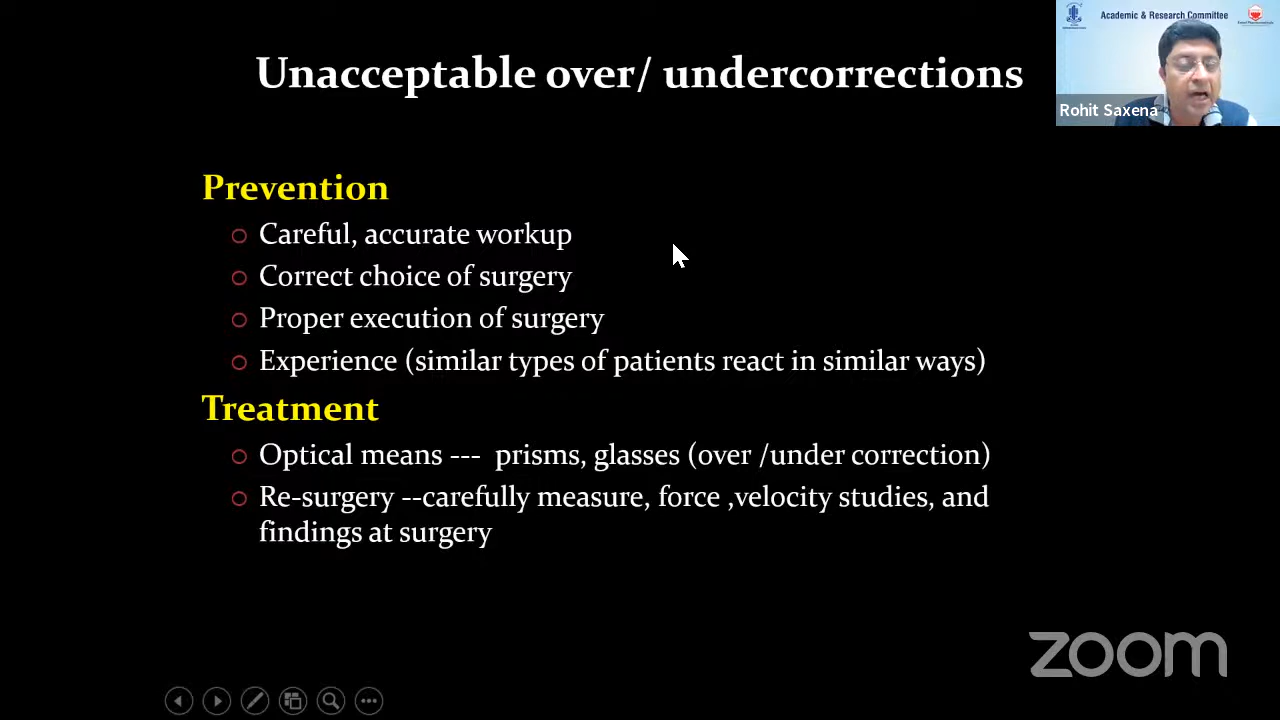 Unacceptable over/ undercorrections
Academic & Research Committee
Rohit Saxena
Prevention
Careful, accurate workup
Correct choice of surgery
Proper execution of surgery
Experience (similar types of patients react in similar ways)
Treatment
Optical means --- prisms, glasses (over /under correction)
Re-surgery --carefully measure, force ,velocity studies, and
findings at surgery
zoom